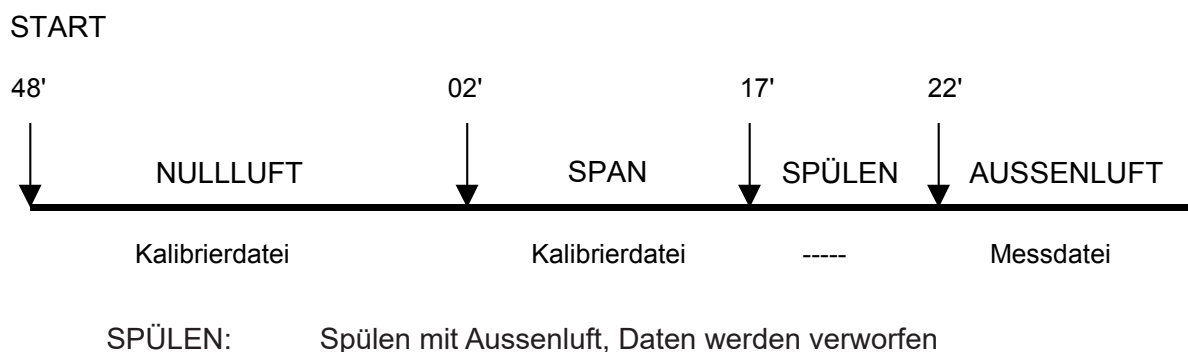 START
48' 02' 17' 22'
NULLLUFT SPAN SPÜLEN AUSSENLUFT
Kalibrierdatei Kalibrierdatei ----- Messdatei
SPÜLEN: Spülen mit Aussenluft, Daten werden verworfen